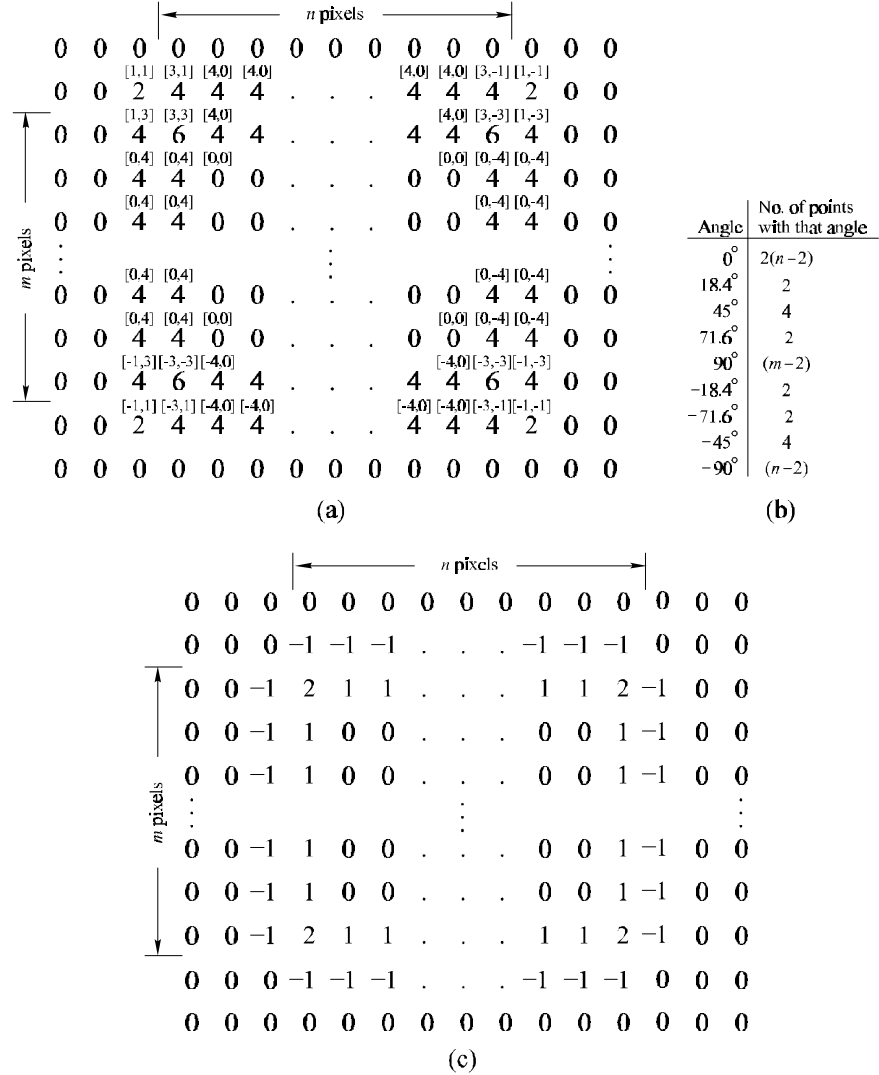 n pixels
0 0 0 0 0 0 0 0 0 0 0 0 0 0 0
[1,1] [3,1] [4,0] [4,0] [4,0] [4,0] [3,-1] [1,-1]
0 0 2 4 4 4 . . . 4 4 4 2 0 0
[1,3] [3,3] [4,0] [4,0] [3,-3] [1,-3]
0 0 4 6 4 4 . . . 4 4 6 4 0 0
[0,4] [0,4] [0,0] [0,0] [0,-4] [0,-4]
0 0 4 4 0 0 . . . 0 0 4 4 0 0
[0,4] [0,4] [0,-4] [0,-4]
0 0 4 4 0 0 . . . 0 0 4 4 0 0
m pixels
[0,4] [0,4] [0,-4] [0,-4]
0 0 4 4 0 0 . . . 0 0 4 4 0 0
[0,4] [0,4] [0,0] [0,0] [0,-4] [0,-4]
0 0 4 4 0 0 . . . 0 0 4 4 0 0
[-1,3] [-3,-3] [-4,0] [-4,0] [-3,-3] [-1,-3]
0 0 4 6 4 4 . . . 4 4 6 4 0 0
[-1,1] [-3,1] [-4,0] [-4,0] [-4,0] [-4,0] [-3,-1] [-1,-1]
0 0 2 4 4 4 . . . 4 4 4 2 0 0
0 0 0 0 0 0 0 0 0 0 0 0 0 0 0
(a)
No. of points
Angle with that angle
0° 2(n−2)
18.4° 2
45° 4
71.6° 2
90° (m−2)
−18.4° 2
−71.6° 2
−45° 4
−90° (n−2)
(b)
n pixels
0 0 0 0 0 0 0 0 0 0 0 0 0 0 0
0 0 0 −1 −1 −1 . . . −1 −1 −1 0 0 0
0 0 −1 2 1 1 . . . 1 1 2 −1 0 0
0 0 −1 1 0 0 . . . 0 0 1 −1 0 0
0 0 −1 1 0 0 . . . 0 0 1 −1 0 0
m pixels
0 0 −1 1 0 0 . . . 0 0 1 −1 0 0
0 0 −1 1 0 0 . . . 0 0 1 −1 0 0
0 0 −1 2 1 1 . . . 1 1 2 −1 0 0
0 0 0 −1 −1 −1 . . . −1 −1 −1 0 0 0
0 0 0 0 0 0 0 0 0 0 0 0 0 0 0
(c)